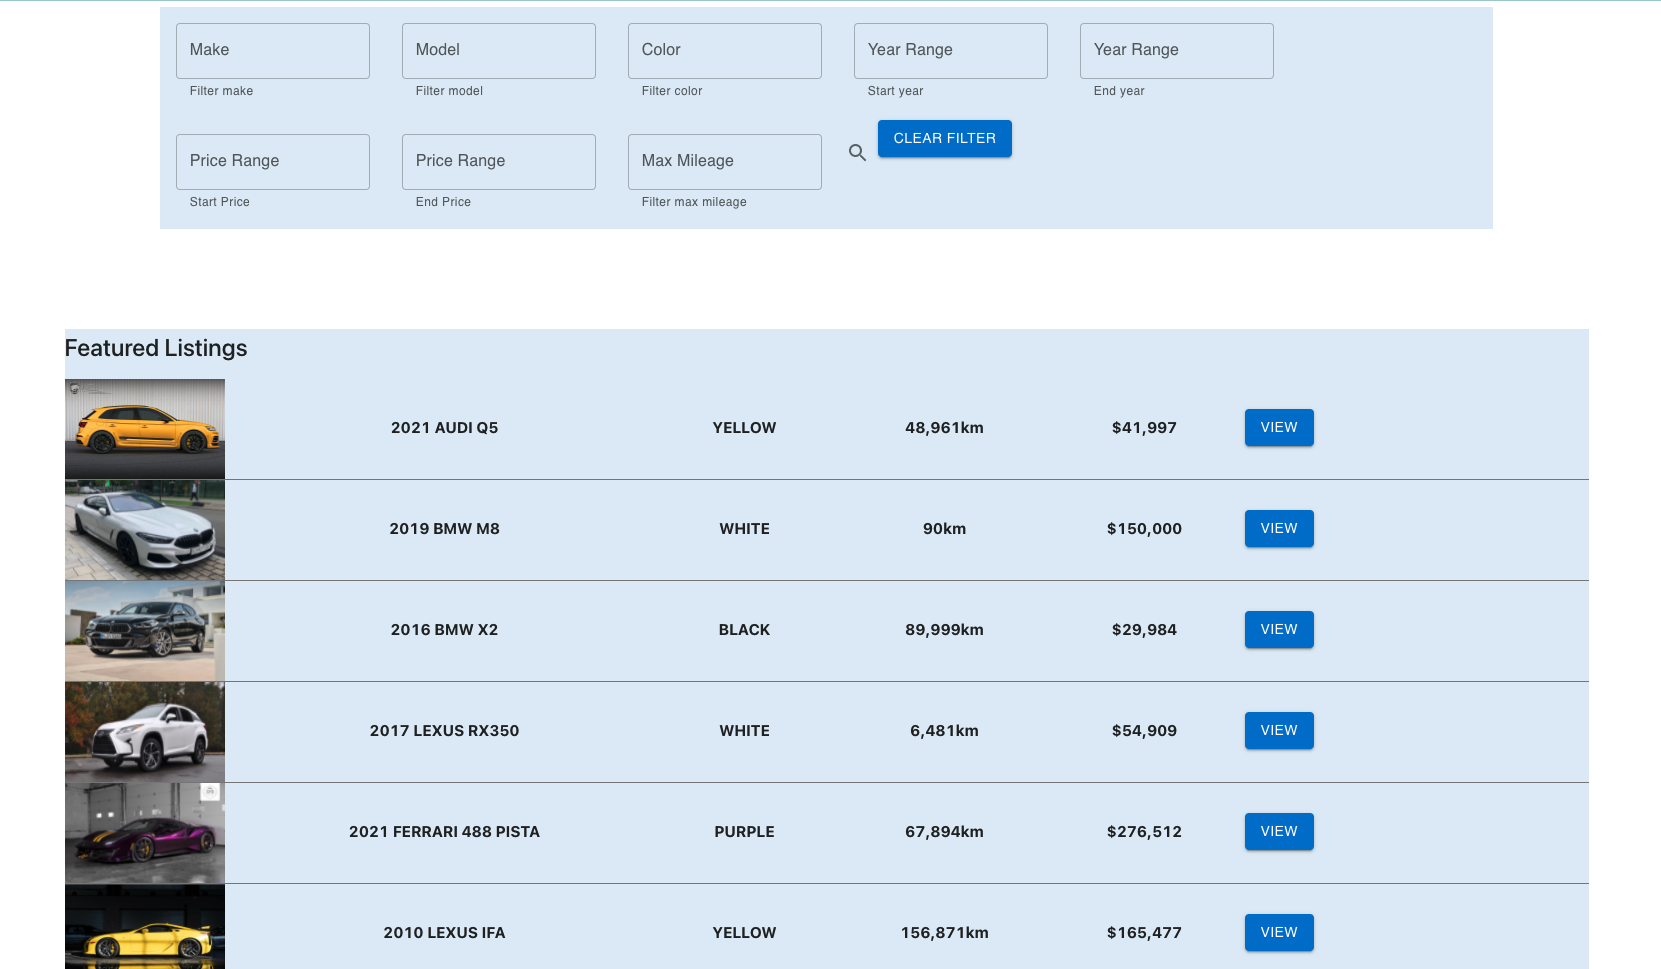 Make Model Color Year Range Year Range
Filter make Filter model Filter color Start year End year
CLEAR FILTER
Price Range Price Range Max Mileage
Start Price End Price Filter max mileage
Featured Listings
2021 AUDI Q5 YELLOW 48,961km $41,997 VIEW
2019 BMW M8 WHITE 90km $150,000 VIEW
2016 BMW X2 BLACK 89,999km $29,984 VIEW
2017 LEXUS RX350 WHITE 6,481km $54,909 VIEW
2021 FERRARI 488 PISTA PURPLE 67,894km $276,512 VIEW
2010 LEXUS IFA YELLOW 156,871km $165,477 VIEW